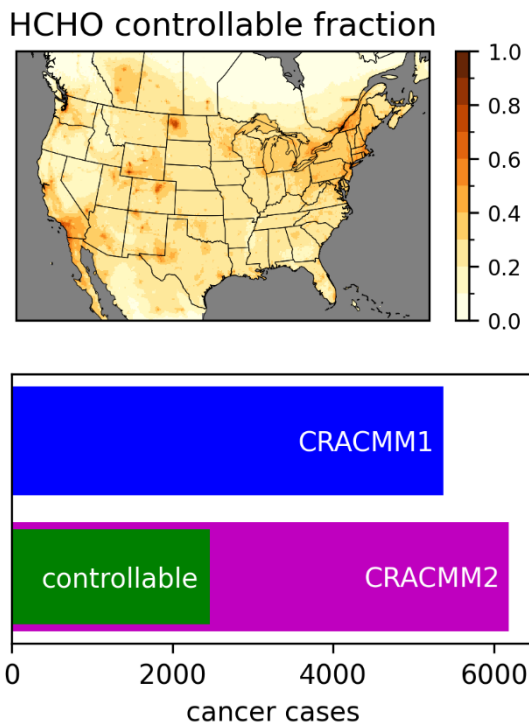 HCHO controllable fraction
1.0
0.8
0.6
0.4
0.2
0.0
CRACMM1
controllable CRACMM2
0 2000 4000 6000
cancer cases